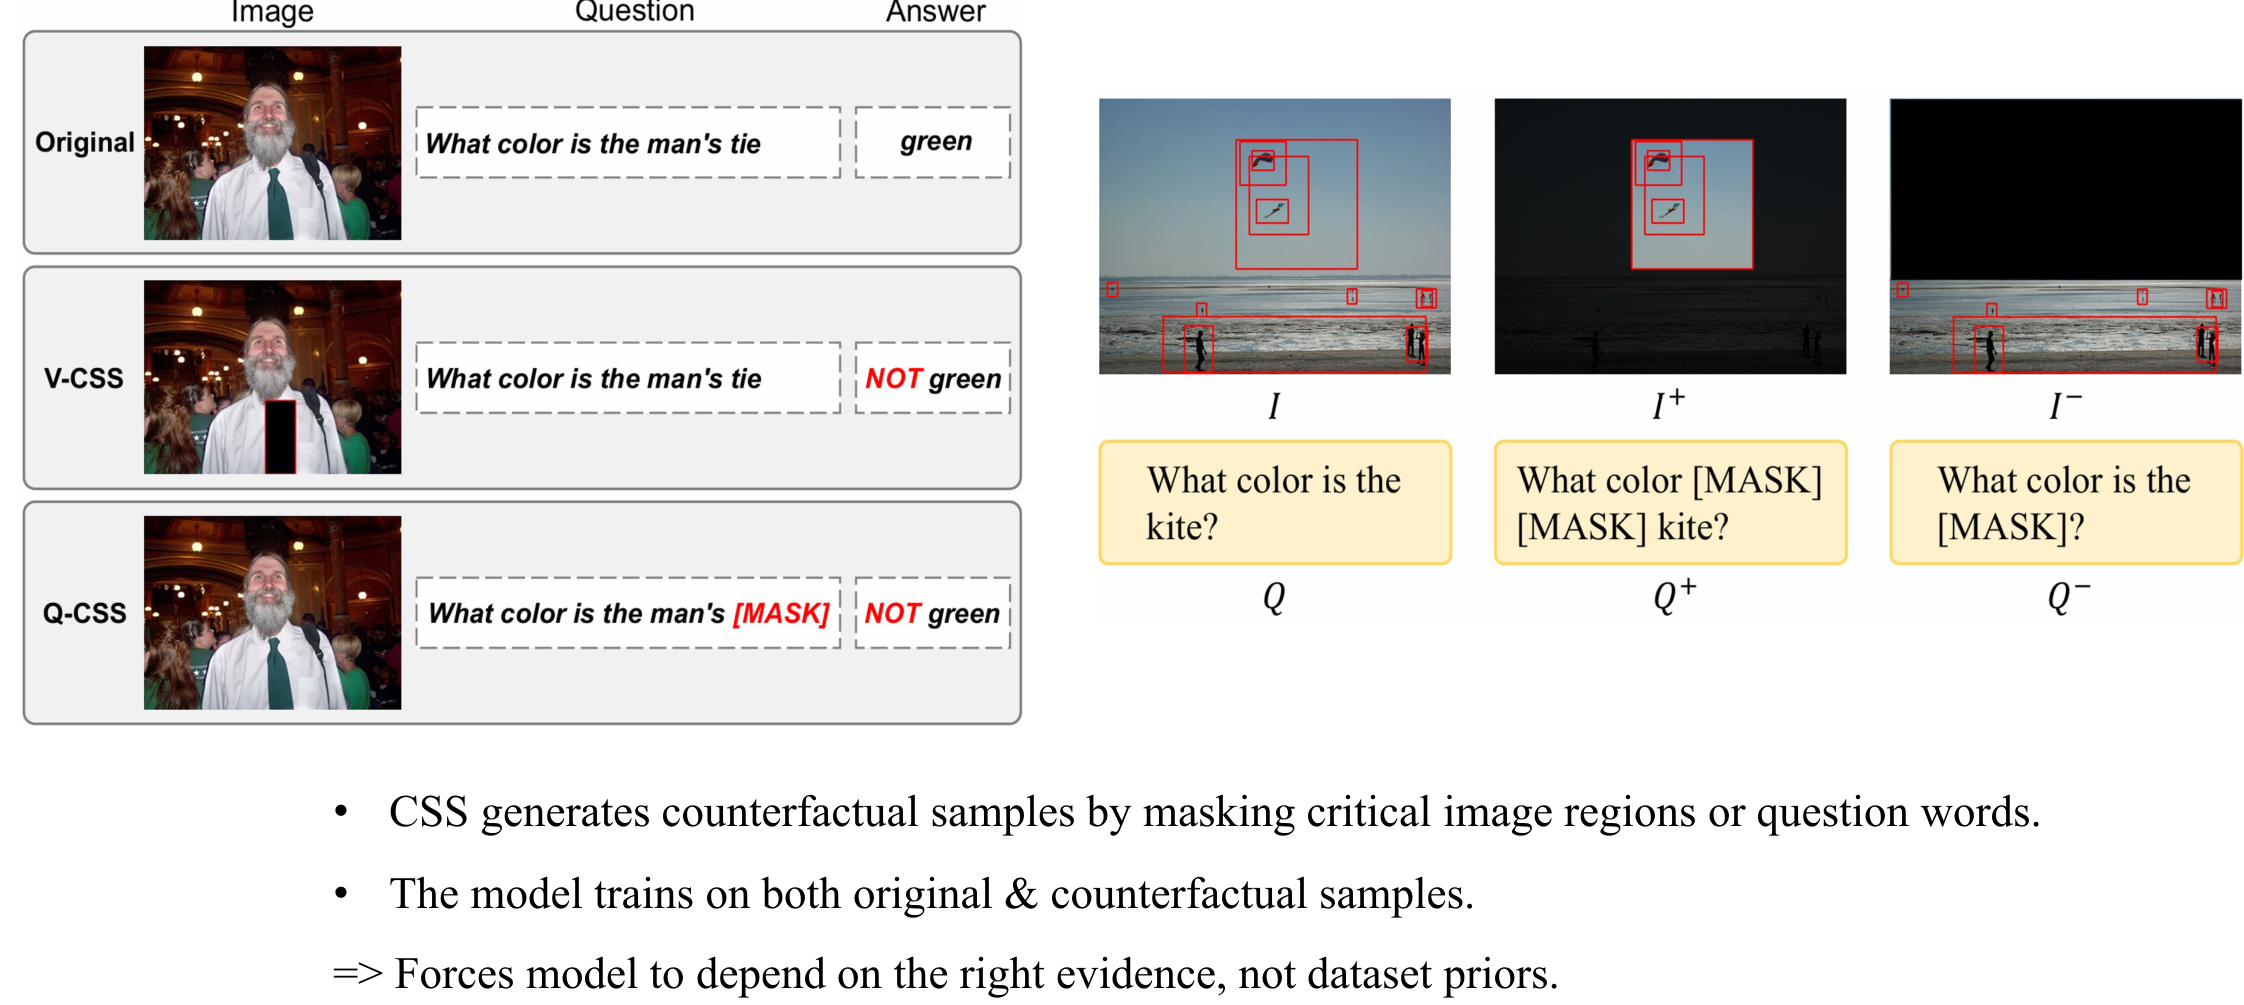 Image Question Answer
Original What color is the man's tie green
V-CSS What color is the man's tie NOT green
Q-CSS What color is the man's [MASK] NOT green
I I⁺ I⁻
What color is the
kite?
What color [MASK]
[MASK] kite?
What color is the
[MASK]?
Q Q⁺ Q⁻
• CSS generates counterfactual samples by masking critical image regions or question words.
• The model trains on both original & counterfactual samples.
=> Forces model to depend on the right evidence, not dataset priors.